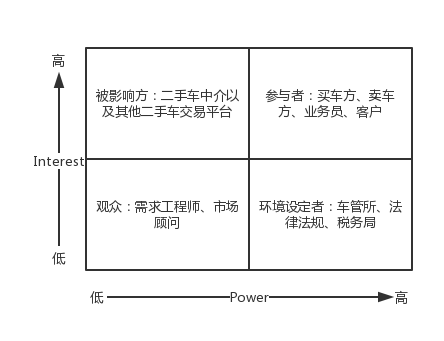 高
被影响方：二手车中介以
及其他二手车交易平台
参与者：买车方、卖车
方、业务员、客户
Interest
观众：需求工程师、市场
顾问
环境设定者：车管所、法
律法规、税务局
低
低
Power
高